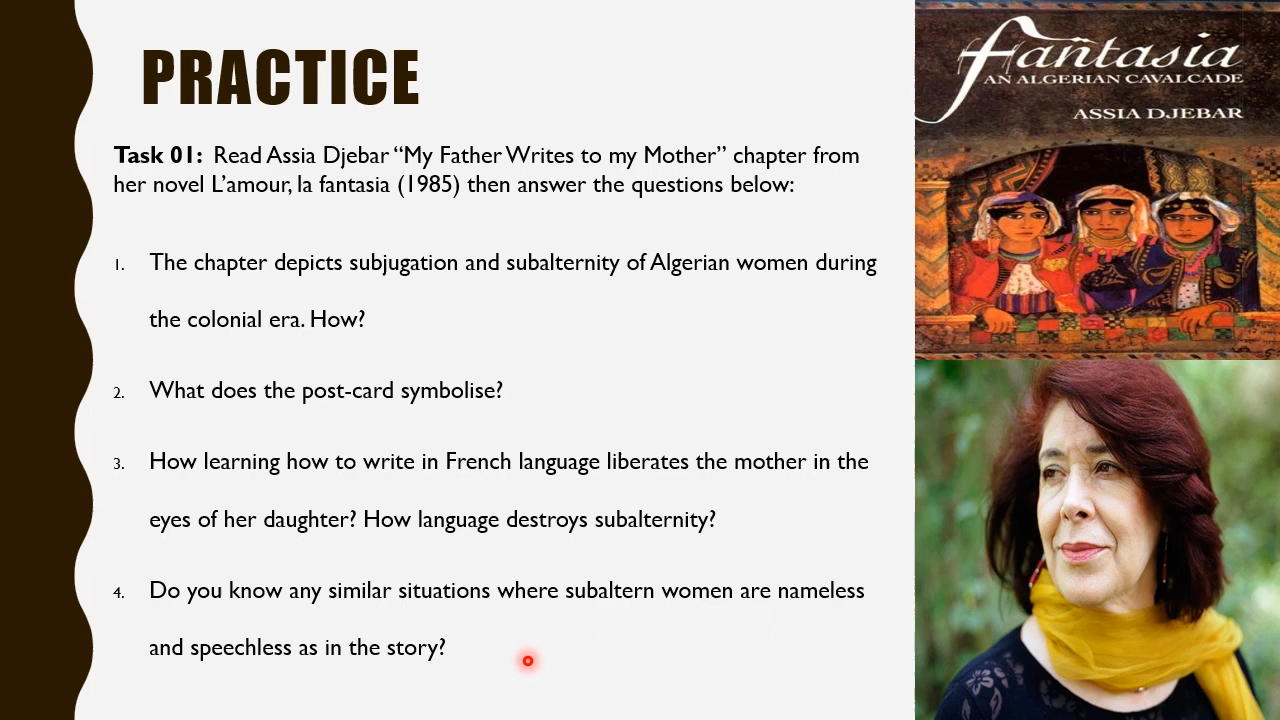 PRACTICE
Task 01: Read Assia Djebar “My Father Writes to my Mother” chapter from
her novel L’amour, la fantasia (1985) then answer the questions below:
1. The chapter depicts subjugation and subalternity of Algerian women during
the colonial era. How?
2. What does the post-card symbolise?
3. How learning how to write in French language liberates the mother in the
eyes of her daughter? How language destroys subalternity?
4. Do you know any similar situations where subaltern women are nameless
and speechless as in the story?
fantasia
AN ALGERIAN CAVALCADE
ASSIA DJEBAR